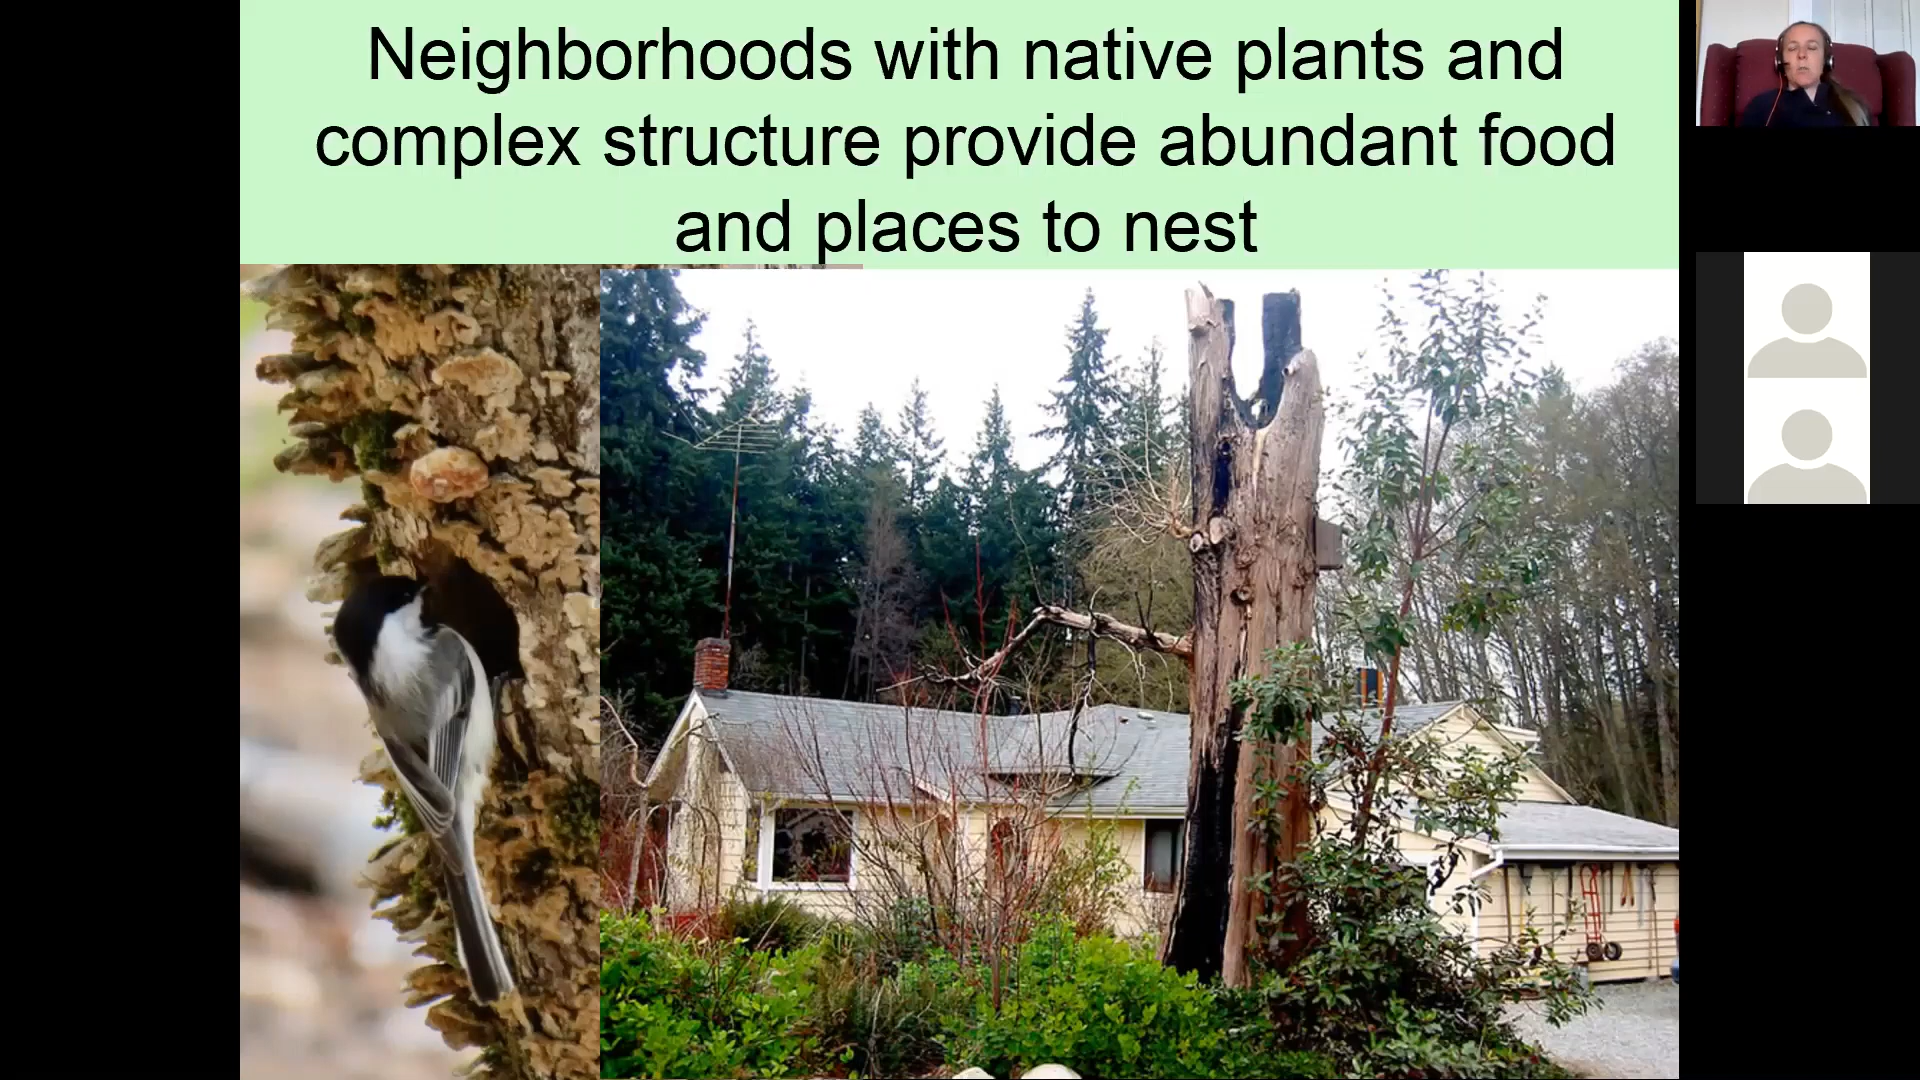 Neighborhoods with native plants and
complex structure provide abundant food
and places to nest